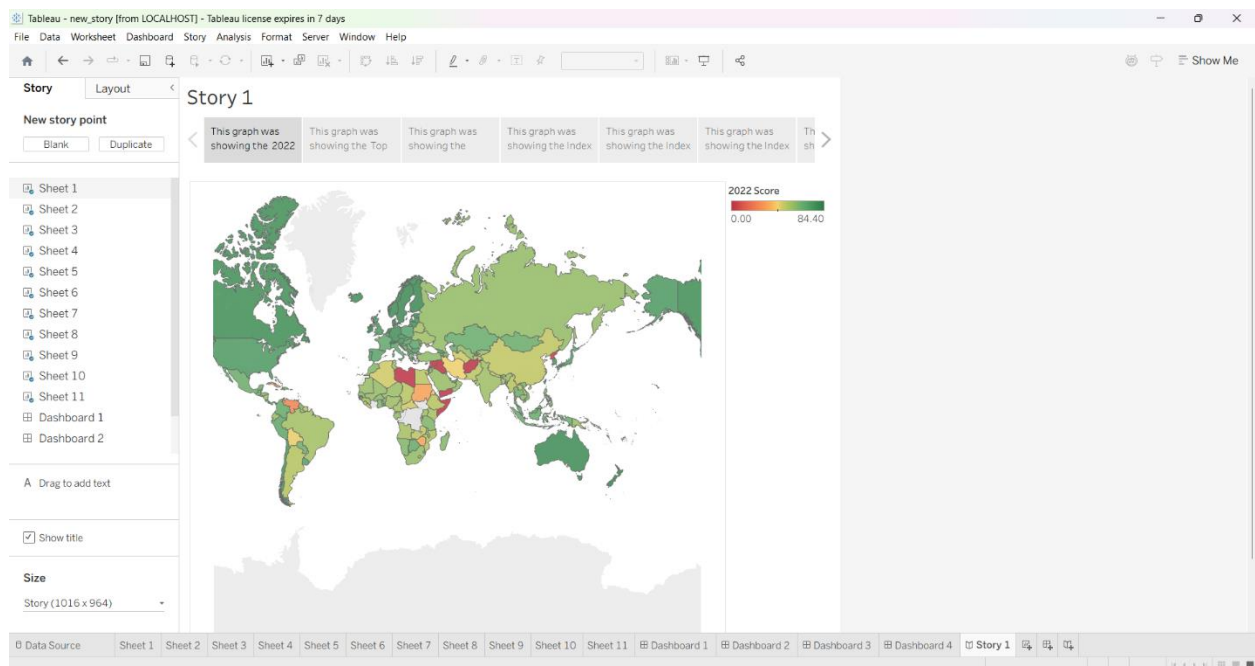 Tableau - new_story [from LOCALHOST] - Tableau license expires in 7 days
File Data Worksheet Dashboard Story Analysis Format Server Window Help
Show Me
Story Layout
New story point
Blank Duplicate
Sheet 1
Sheet 2
Sheet 3
Sheet 4
Sheet 5
Sheet 6
Sheet 7
Sheet 8
Sheet 9
Sheet 10
Sheet 11
Dashboard 1
Dashboard 2
A Drag to add text
Show title
Size
Story (1016 x 964)
Story 1
This graph was showing the 2022
This graph was showing the Top
This graph was showing the
This graph was showing the Index
This graph was showing the Index
This graph was showing the Index
Th sh
2022 Score
0.00 84.40
Data Source Sheet 1 Sheet 2 Sheet 3 Sheet 4 Sheet 5 Sheet 6 Sheet 7 Sheet 8 Sheet 9 Sheet 10 Sheet 11 Dashboard 1 Dashboard 2 Dashboard 3 Dashboard 4 Story 1